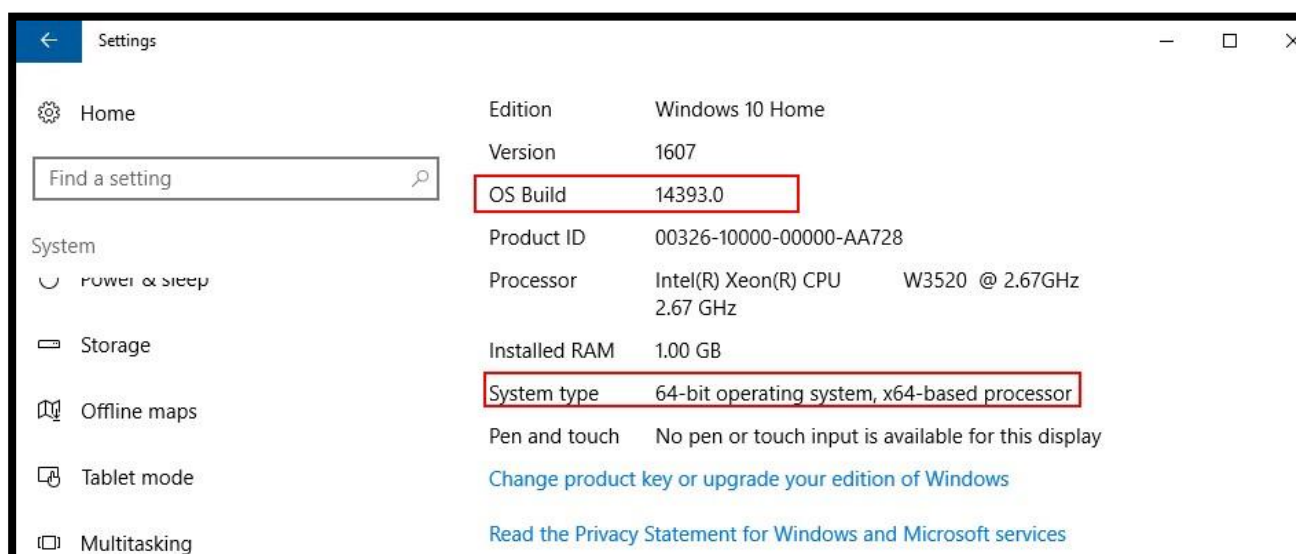 Settings
Home
Find a setting
System
Power & sleep
Storage
Offline maps
Tablet mode
Multitasking
Edition Windows 10 Home
Version 1607
OS Build 14393.0
Product ID 00326-10000-00000-AA728
Processor Intel(R) Xeon(R) CPU W3520 @ 2.67GHz
2.67 GHz
Installed RAM 1.00 GB
System type 64-bit operating system, x64-based processor
Pen and touch No pen or touch input is available for this display
Change product key or upgrade your edition of Windows
Read the Privacy Statement for Windows and Microsoft services